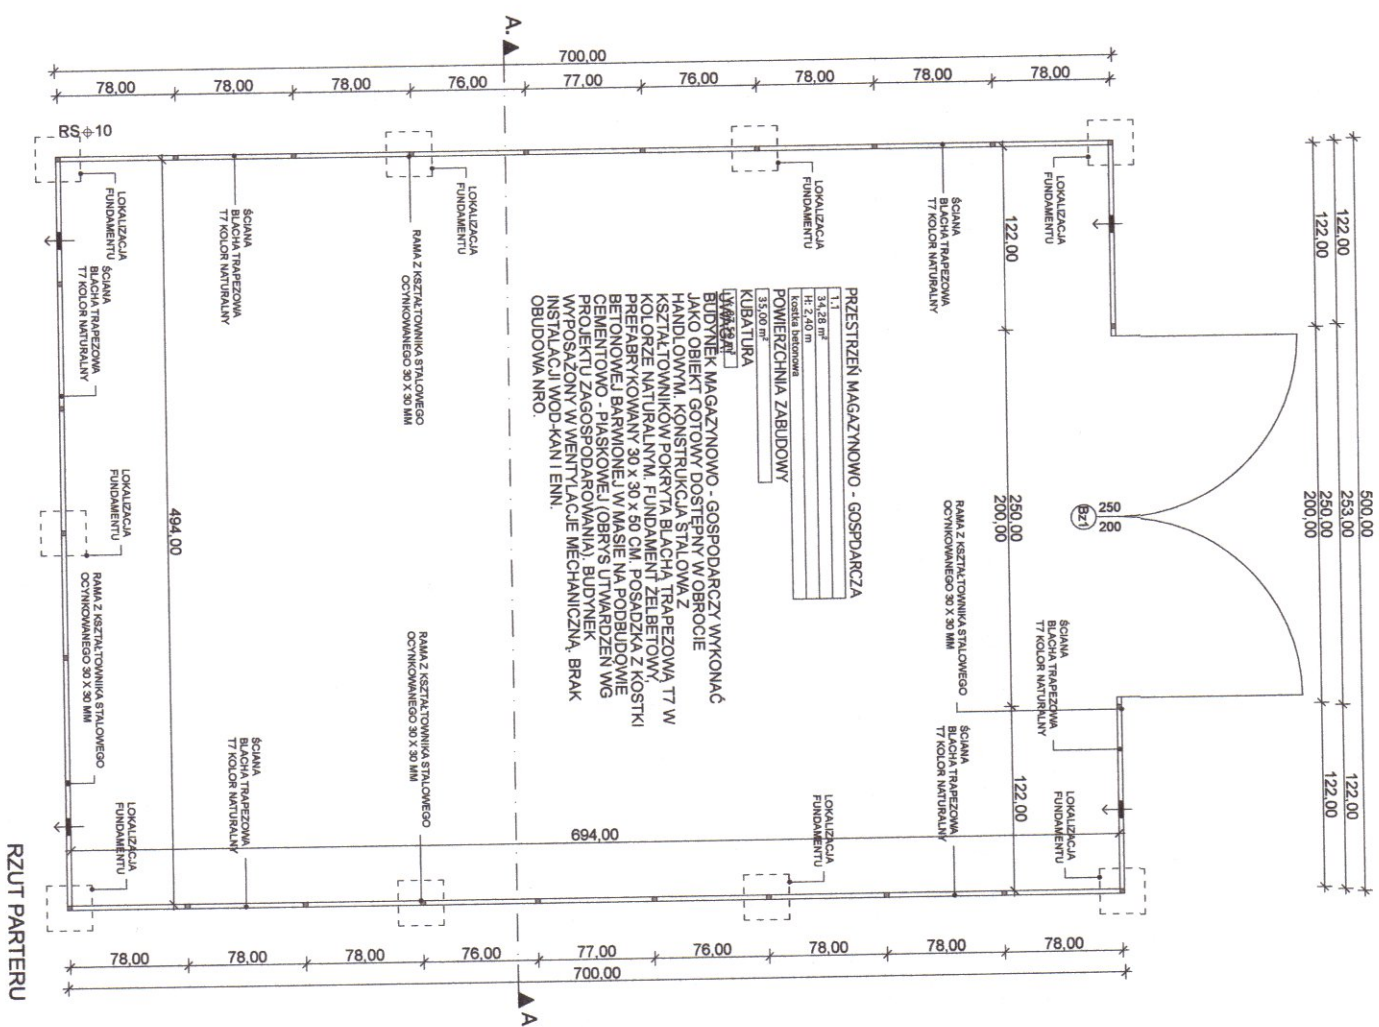 500,00
122,00
253,00
122,00
122,00
250,00
200,00
122,00
250
200
Bz1
700,00
78,00
78,00
78,00
76,00
77,00
76,00
78,00
78,00
78,00
A.
RS 10
LOKALIZACJA
FUNDAMENTU
ŚCIANA
BLACHA TRAPEZOWA
T7 KOLOR NATURALNY
ŚCIANA
BLACHA TRAPEZOWA
T7 KOLOR NATURALNY
LOKALIZACJA
FUNDAMENTU
RAMA Z KSZTAŁTOWNIKA STALOWEGO
OCYNKOWANEGO 30 X 30 MM
LOKALIZACJA
FUNDAMENTU
ŚCIANA
BLACHA TRAPEZOWA
T7 KOLOR NATURALNY
LOKALIZACJA
FUNDAMENTU
122,00
250,00
200,00
122,00
PRZESTRZEŃ MAGAZYNOWO - GOSPDARCZA
1.1
34,28 m²
H: 2,40 m
kostka betonowa
POWIERZCHNIA ZABUDOWY
35,00 m²
KUBATURA
UWAGA!
BUDYNEK MAGAZYNOWO - GOSPODARCZY WYKONAĆ
JAKO OBIEKT GOTOWY DOSTĘPNY W OBROCIE
HANDLOWYM. KONSTRUKCJA STALOWA Z
KSZTAŁTOWNIKÓW POKRYTA BLACHĄ TRAPEZOWĄ T7 W
KOLORZE NATURALNYM. FUNDAMENT ŻELBETOWY,
PREFABRYKOWANY 30 x 30 x 50 CM. POSADZKA Z KOSTKI
BETONOWEJ BARWIONEJ W MASIE NA PODBUDOWIE
CEMENTOWO - PIASKOWEJ (OBRYS UTWARDZEŃ WG
PROJEKTU ZAGOSPODAROWANIA). BUDYNEK
WYPOSAŻONY W WENTYLACJE MECHANICZNĄ. BRAK
INSTALACJI WOD-KAN I ENN.
OBUDOWA NRO.
RAMA Z KSZTAŁTOWNIKA STALOWEGO
OCYNKOWANEGO 30 X 30 MM
ŚCIANA
BLACHA TRAPEZOWA
T7 KOLOR NATURALNY
ŚCIANA
BLACHA TRAPEZOWA
T7 KOLOR NATURALNY
LOKALIZACJA
FUNDAMENTU
LOKALIZACJA
FUNDAMENTU
RAMA Z KSZTAŁTOWNIKA STALOWEGO
OCYNKOWANEGO 30 X 30 MM
ŚCIANA
BLACHA TRAPEZOWA
T7 KOLOR NATURALNY
LOKALIZACJA
FUNDAMENTU
RAMA Z KSZTAŁTOWNIKA STALOWEGO
OCYNKOWANEGO 30 X 30 MM
LOKALIZACJA
FUNDAMENTU
494,00
694,00
78,00
78,00
78,00
76,00
77,00
76,00
78,00
78,00
78,00
700,00
A
RZUT PARTERU